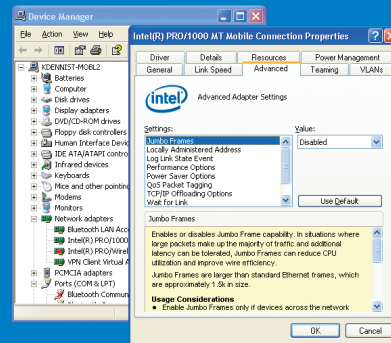 Device Manager
File Action View Help
KDENNIST-MOBL2
Batteries
Computer
Disk drives
Display adapters
DVD/CD-ROM drives
Floppy disk controllers
Human Interface Devic
IDE ATA/ATAPI contro
Infrared devices
Keyboards
Mice and other pointing
Modems
Monitors
Network adapters
Bluetooth LAN Acc
Intel(R) PRO/1000
Intel(R) PRO/Wirel
VPN Client Virtual A
PCMCIA adapters
Ports (COM & LPT)
Bluetooth Commun
Intel(R) PRO/1000 MT Mobile Connection Properties
Driver Details Resources Power Management
General Link Speed Advanced Teaming VLANs
intel
Advanced Adapter Settings
Settings: Value:
Jumbo Frames Disabled
Locally Administered Address
Log Link State Event
Performance Options
Power Saver Options
QoS Packet Tagging
TCP/IP Offloading Options
Wait for Link Use Default
Jumbo Frames
Enables or disables Jumbo Frame capability. In situations where
large packets make up the majority of traffic and additional
latency can be tolerated, Jumbo Frames can reduce CPU
utilization and improve wire efficiency.
Jumbo Frames are larger than standard Ethernet frames, which
are approximately 1.5k in size.
Usage Considerations
• Enable Jumbo Frames only if devices across the network
OK Cancel